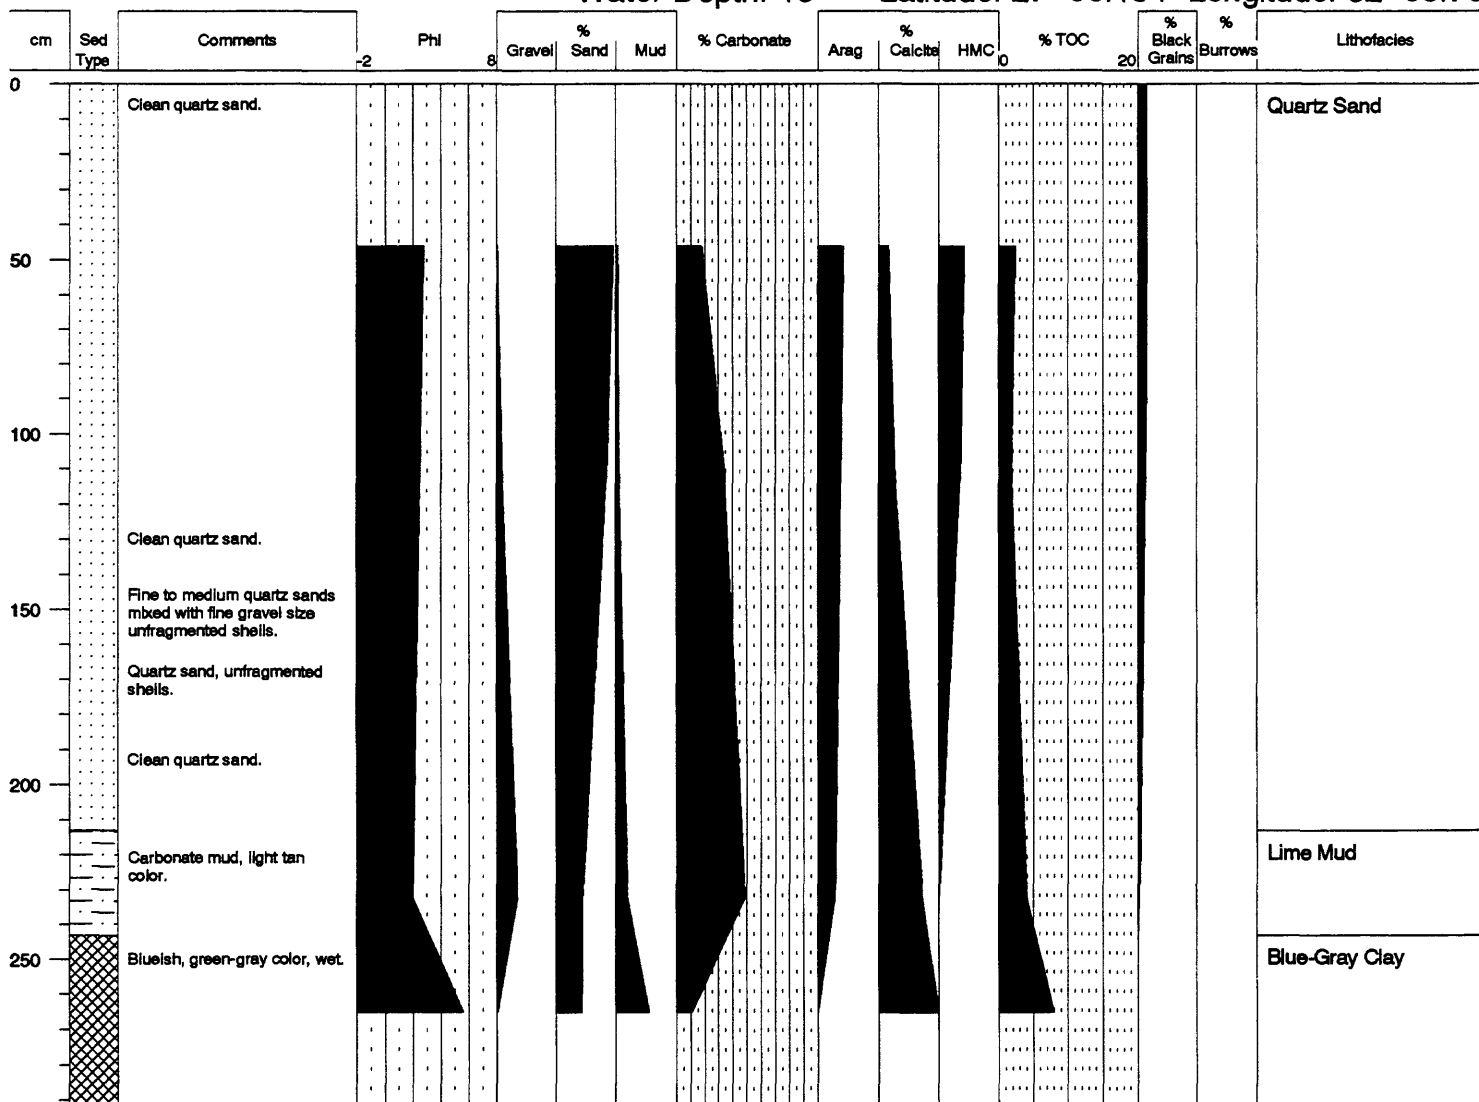 cm
Sed
Type
Comments
Phi
-2
8
%
Gravel
Sand
Mud
% Carbonate
%
Arag
Calcite
HMC
% TOC
0
20
%
Black
Grains
%
Burrows
Lithofacies
0
Clean quartz sand.
Quartz Sand
50
100
Clean quartz sand.
Fine to medium quartz sands
150
mixed with fine gravel size
unfragmented shells.
Quartz sand, unfragmented
shells.
Clean quartz sand.
200
Carbonate mud, light tan
color.
Lime Mud
250
Blueish, green-gray color, wet.
Blue-Gray Clay